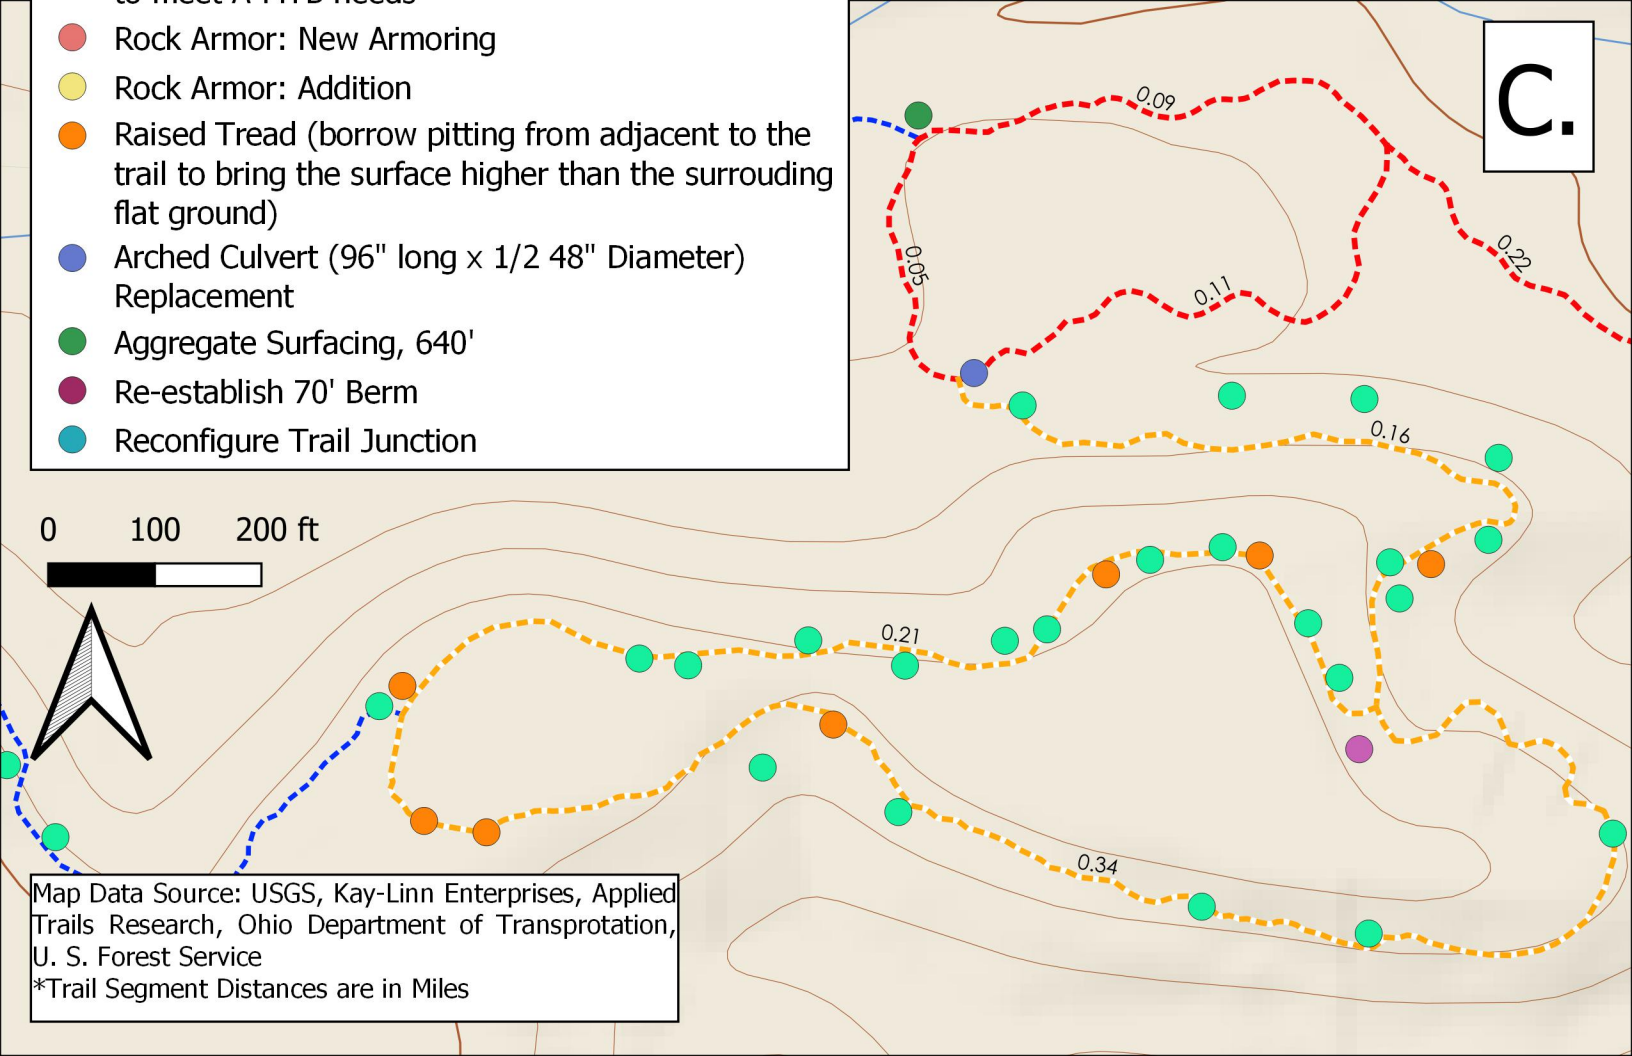 to meet A-MTB needs
Rock Armor: New Armoring
Rock Armor: Addition
Raised Tread (borrow pitting from adjacent to the
trail to bring the surface higher than the surrouding
flat ground)
Arched Culvert (96" long x 1/2 48" Diameter)
Replacement
Aggregate Surfacing, 640'
Re-establish 70' Berm
Reconfigure Trail Junction
C.
0.09
0.22
0.05
0.11
0.16
0 100 200 ft
0.21
0.34
Map Data Source: USGS, Kay-Linn Enterprises, Applied
Trails Research, Ohio Department of Transprotation,
U. S. Forest Service
*Trail Segment Distances are in Miles